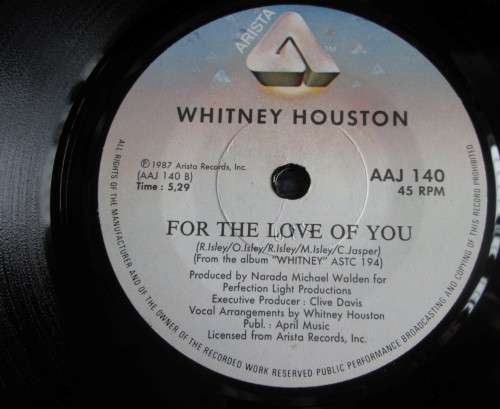 ARISTA
WHITNEY HOUSTON
℗ 1987 Arista Records, Inc.
(AAJ 140 B)
Time : 5,29
AAJ 140
45 RPM
FOR THE LOVE OF YOU
(R.Isley/O.Isley/R.Isley/M.Isley/C.Jasper)
(From the album "WHITNEY" ASTC 194)
Produced by Narada Michael Walden for
Perfection Light Productions
Executive Producer : Clive Davis
Vocal Arrangements by Whitney Houston
Publ. : April Music
Licensed from Arista Records, Inc.
ALL RIGHTS OF THE MANUFACTURER AND OF THE OWNER OF THE RECORDED WORK RESERVED PUBLIC PERFORMANCE BROADCASTING AND COPYING OF THIS RECORD PROHIBITED